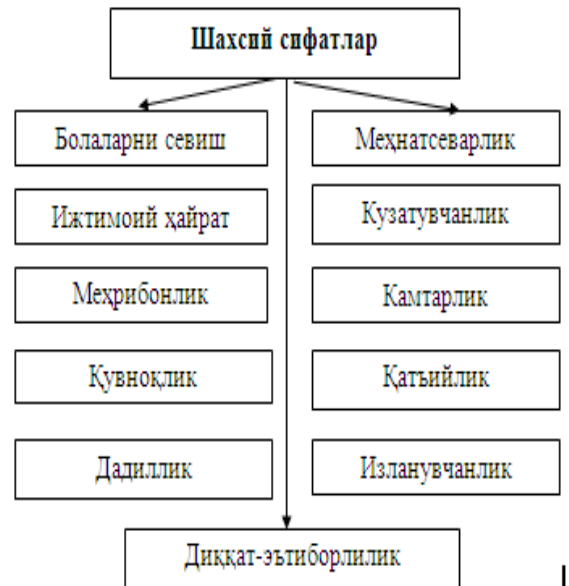 Шахсий сифатлар
Болаларни севиш
Меҳнатсеварлик
Ижтимоий ҳайрат
Кузатувчанлик
Меҳрибонлик
Камтарлик
Қувноқлик
Қатъийлик
Дадиллик
Изланувчанлик
Диққат-эътиборлилик